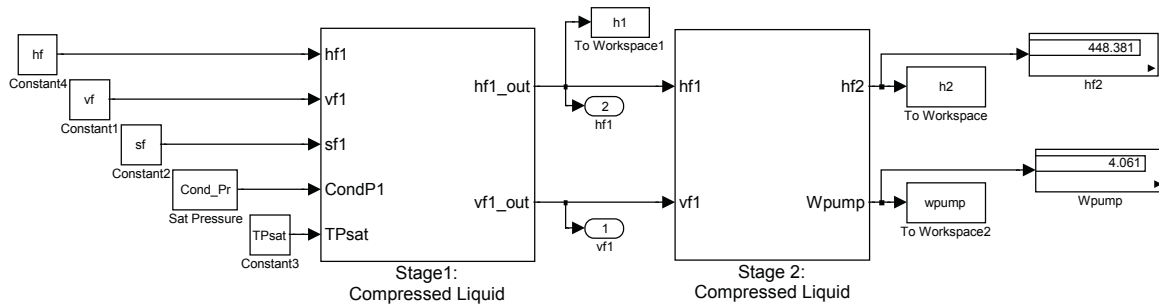 hf
Constant4
vf
Constant1
sf
Constant2
Cond_Pr
Sat Pressure
TPsat
Constant3
hf1
vf1
sf1
CondP1
TPsat
hf1_out
vf1_out
Stage1:
Compressed Liquid
h1
To Workspace1
2
hf1
1
vf1
hf1
vf1
hf2
Wpump
Stage 2:
Compressed Liquid
h2
To Workspace
wpump
To Workspace2
448.381
hf2
4.061
Wpump